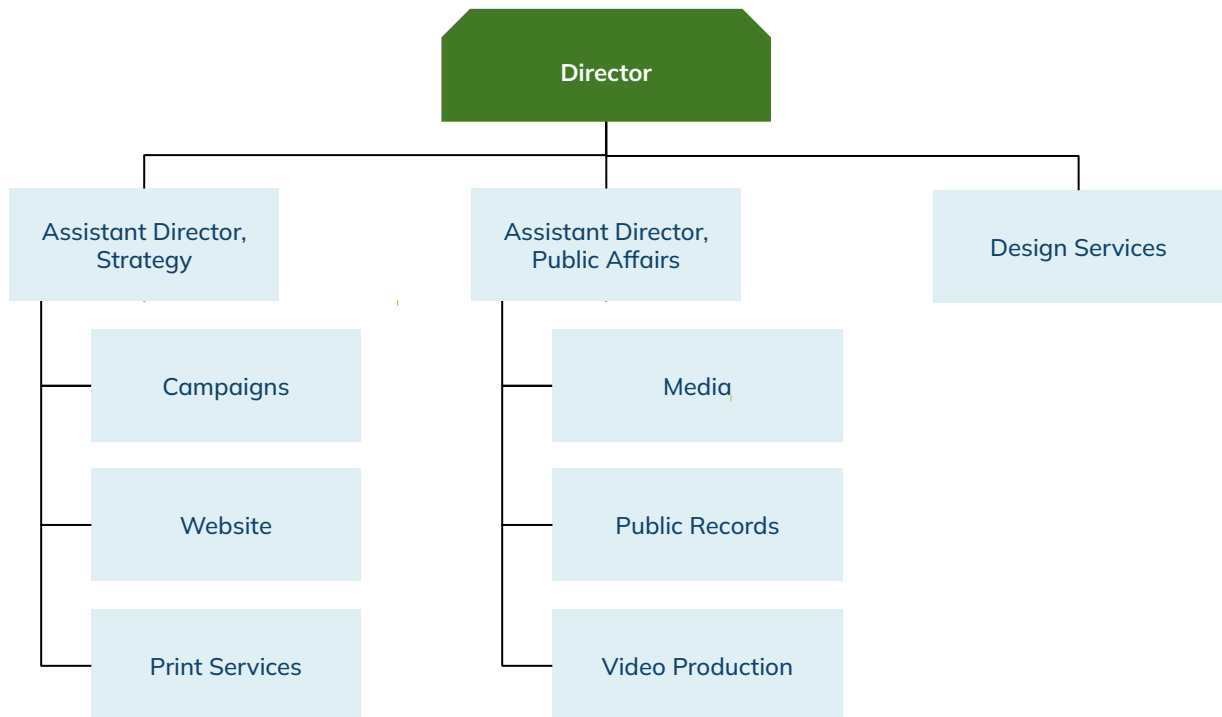 Director
Assistant Director,
Strategy
Assistant Director,
Public Affairs
Design Services
Campaigns
Media
Website
Public Records
Print Services
Video Production